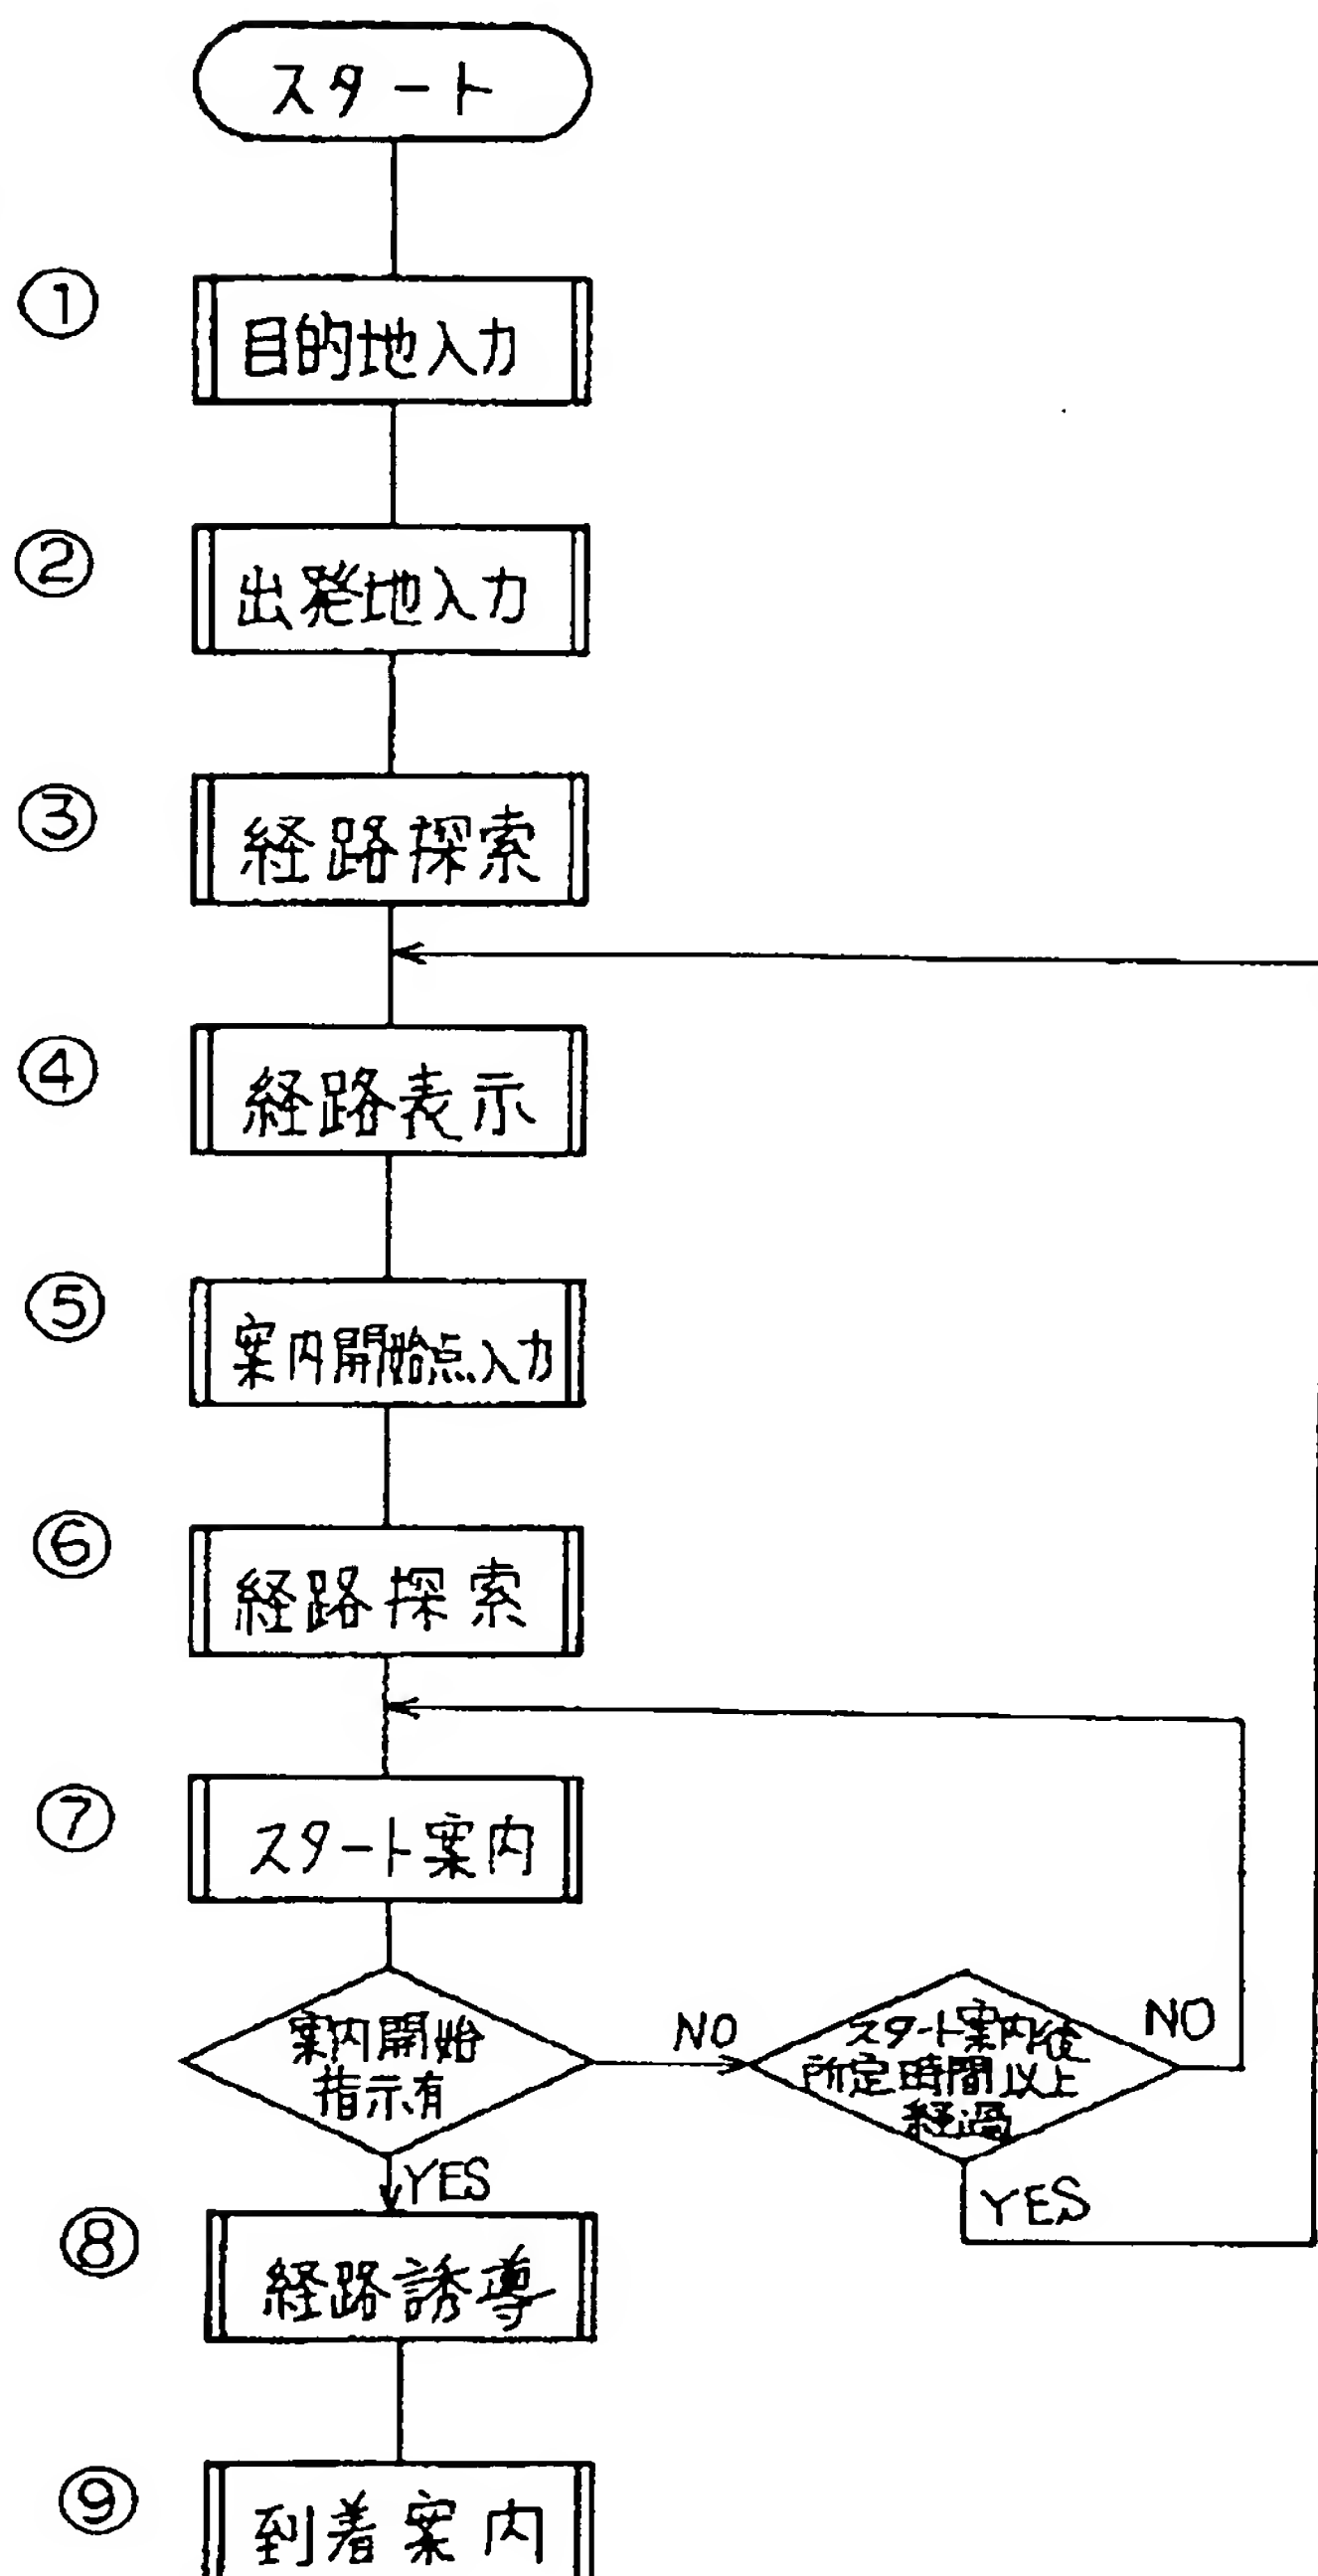 スタート
①
目的地入力
②
出発地入力
③
経路探索
④
経路表示
⑤
案内開始点入力
⑥
経路探索
⑦
スタート案内
案内開始
指示有
NO
スタート案内後
所定時間以上
経過
NO
YES
YES
⑧
経路誘導
⑨
到着案内